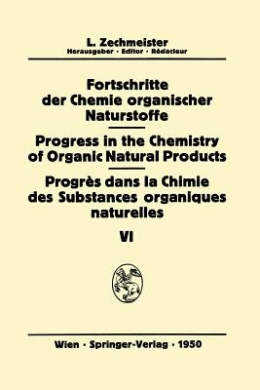 L. Zechmeister
Herausgeber · Editor · Rédacteur
Fortschritte
der Chemie organischer
Naturstoffe
Progress in the Chemistry
of Organic Natural Products
Progrès dans la Chimie
des Substances organiques
naturelles
VI
Wien · Springer-Verlag · 1950